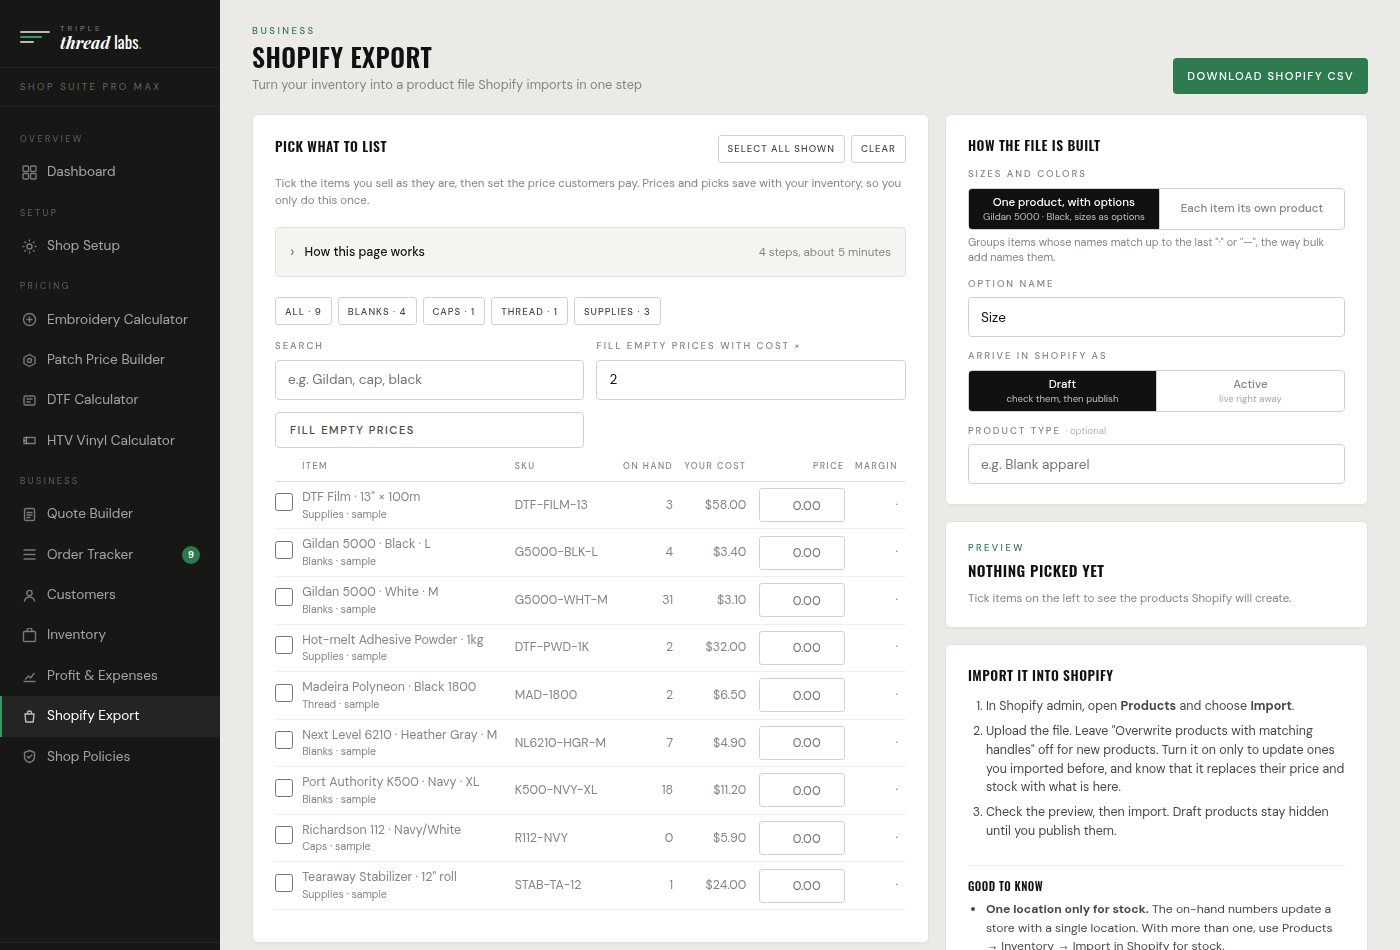 TRIPLE
thread labs.
SHOP SUITE PRO MAX
OVERVIEW
Dashboard
SETUP
Shop Setup
PRICING
Embroidery Calculator
Patch Price Builder
DTF Calculator
HTV Vinyl Calculator
BUSINESS
Quote Builder
Order Tracker 9
Customers
Inventory
Profit & Expenses
Shopify Export
Shop Policies
BUSINESS
SHOPIFY EXPORT
Turn your inventory into a product file Shopify imports in one step
DOWNLOAD SHOPIFY CSV
PICK WHAT TO LIST
SELECT ALL SHOWN
CLEAR
Tick the items you sell as they are, then set the price customers pay. Prices and picks save with your inventory, so you
only do this once.
› How this page works
4 steps, about 5 minutes
ALL · 9
BLANKS · 4
CAPS · 1
THREAD · 1
SUPPLIES · 3
SEARCH
e.g. Gildan, cap, black
FILL EMPTY PRICES WITH COST ×
2
FILL EMPTY PRICES
ITEM SKU ON HAND YOUR COST PRICE MARGIN
DTF Film · 13" × 100m DTF-FILM-13 3 $58.00 0.00 ·
Supplies · sample
Gildan 5000 · Black · L G5000-BLK-L 4 $3.40 0.00 ·
Blanks · sample
Gildan 5000 · White · M G5000-WHT-M 31 $3.10 0.00 ·
Blanks · sample
Hot-melt Adhesive Powder · 1kg DTF-PWD-1K 2 $32.00 0.00 ·
Supplies · sample
Madeira Polyneon · Black 1800 MAD-1800 2 $6.50 0.00 ·
Thread · sample
Next Level 6210 · Heather Gray · M NL6210-HGR-M 7 $4.90 0.00 ·
Blanks · sample
Port Authority K500 · Navy · XL K500-NVY-XL 18 $11.20 0.00 ·
Blanks · sample
Richardson 112 · Navy/White R112-NVY 0 $5.90 0.00 ·
Caps · sample
Tearaway Stabilizer · 12" roll STAB-TA-12 1 $24.00 0.00 ·
Supplies · sample
HOW THE FILE IS BUILT
SIZES AND COLORS
One product, with options
Gildan 5000 · Black, sizes as options
Each item its own product
Groups items whose names match up to the last "·" or "—", the way bulk
add names them.
OPTION NAME
Size
ARRIVE IN SHOPIFY AS
Draft
check them, then publish
Active
live right away
PRODUCT TYPE · optional
e.g. Blank apparel
PREVIEW
NOTHING PICKED YET
Tick items on the left to see the products Shopify will create.
IMPORT IT INTO SHOPIFY
1. In Shopify admin, open Products and choose Import.
2. Upload the file. Leave "Overwrite products with matching
handles" off for new products. Turn it on only to update ones
you imported before, and know that it replaces their price and
stock with what is here.
3. Check the preview, then import. Draft products stay hidden
until you publish them.
GOOD TO KNOW
• One location only for stock. The on-hand numbers update a
store with a single location. With more than one, use Products
→ Inventory → Import in Shopify for stock.